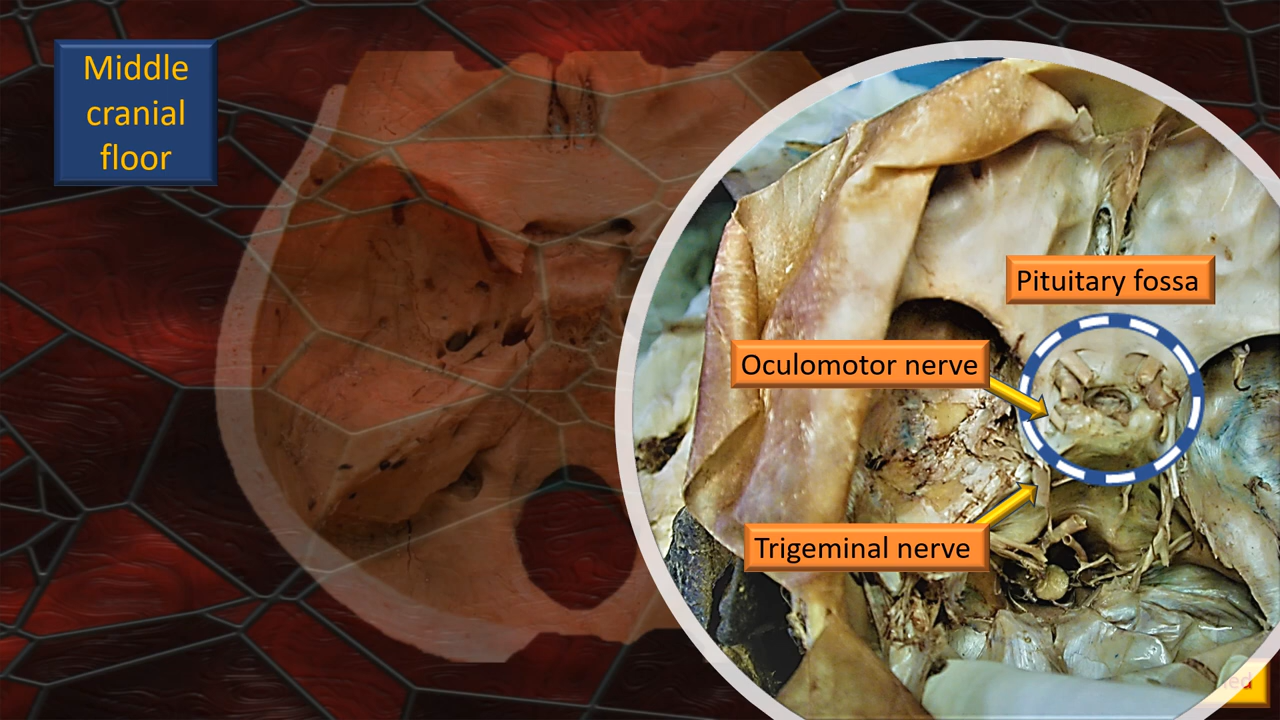 Middle
cranial
floor
Pituitary fossa
Oculomotor nerve
Trigeminal nerve